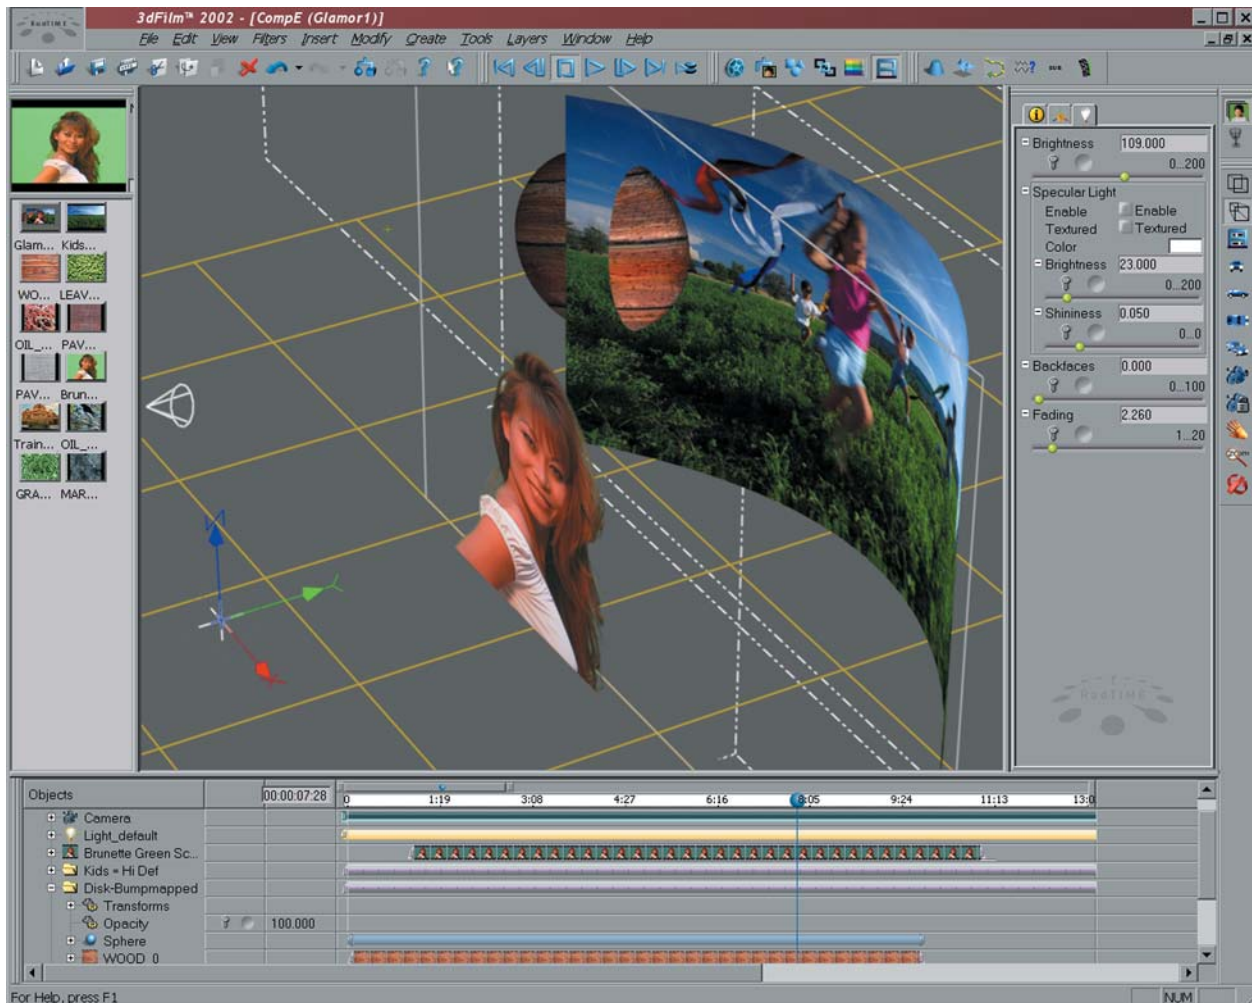 3dFilm™ 2002 - [CompE (Glamor1)]
RooTIME
File Edit View Filters Insert Modify Create Tools Layers Window Help
Glam... Kids...
WO... LEAV...
OIL_... PAV...
PAV... Brun...
Train... OIL_...
GRA... MAR...
Brightness 109.000
0...200
Specular Light
Enable Enable
Textured Textured
Color
Brightness 23.000
0...200
Shininess 0.050
0...0
Backfaces 0.000
0...100
Fading 2.260
1...20
RooTIME
Objects 00:00:07:28 0 1:19 3:08 4:27 6:16 8:05 9:24 11:13 13:0
Camera
Light_default
Brunette Green Sc...
Kids = Hi Def
Disk-Bumpmapped
Transforms
Opacity 100.000
Sphere
WOOD_0
For Help, press F1 NUM